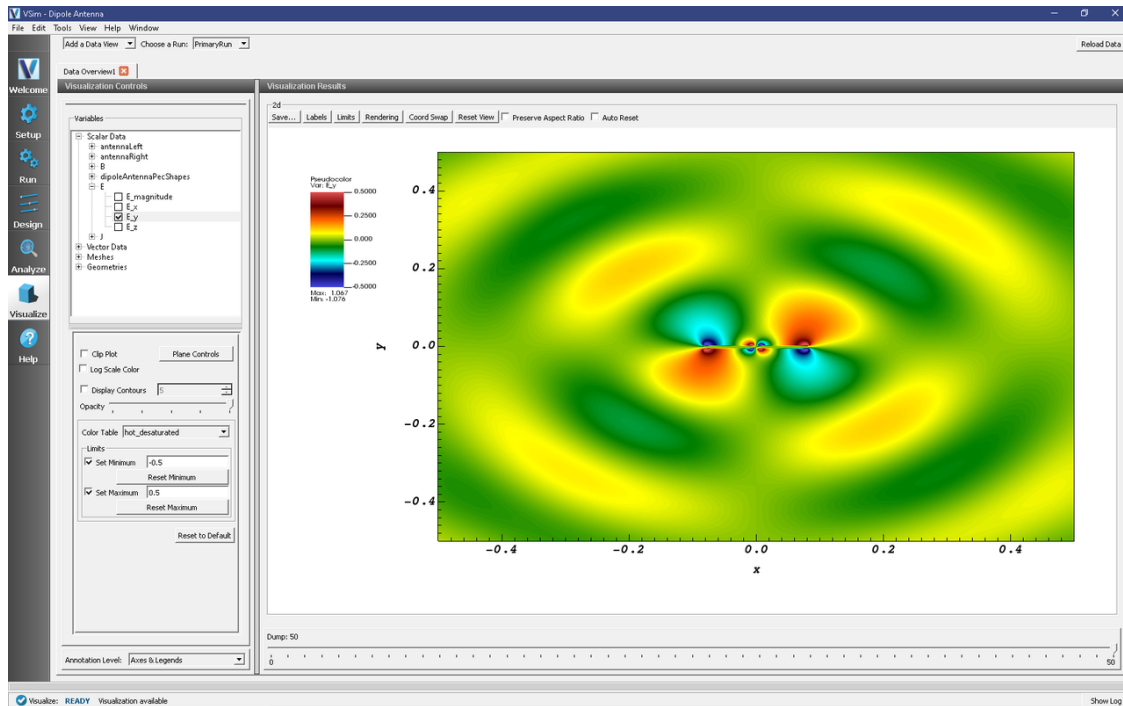 VSim - Dipole Antenna
File Edit Tools View Help Window
Add a Data View Choose a Run: PrimaryRun Reload Data
Data Overview1
Welcome
Setup
Run
Design
Analyze
Visualize
Help
Visualization Controls
Variables
Scalar Data
antennaLeft
antennaRight
B
dipoleAntennaPecShapes
E
E_magnitude
E_x
E_y
E_z
J
Vector Data
Meshes
Geometries
Clip Plot Plane Controls
Log Scale Color
Display Contours 5
Opacity
Color Table hot_desaturated
Limits
Set Minimum -0.5
Reset Minimum
Set Maximum 0.5
Reset Maximum
Reset to Default
Annotation Level: Axes & Legends
Visualization Results
2d
Save... Labels Limits Rendering Coord Swap Reset View Preserve Aspect Ratio Auto Reset
Pseudocolor
Var: E_y
0.5000
0.2500
0.000
-0.2500
-0.5000
Max: 1.067
Min: -1.076
0.4
0.2
0.0
-0.2
-0.4
y
-0.4 -0.2 0.0 0.2 0.4
x
Dump: 50
0 50
Visualize: READY Visualization available Show Log